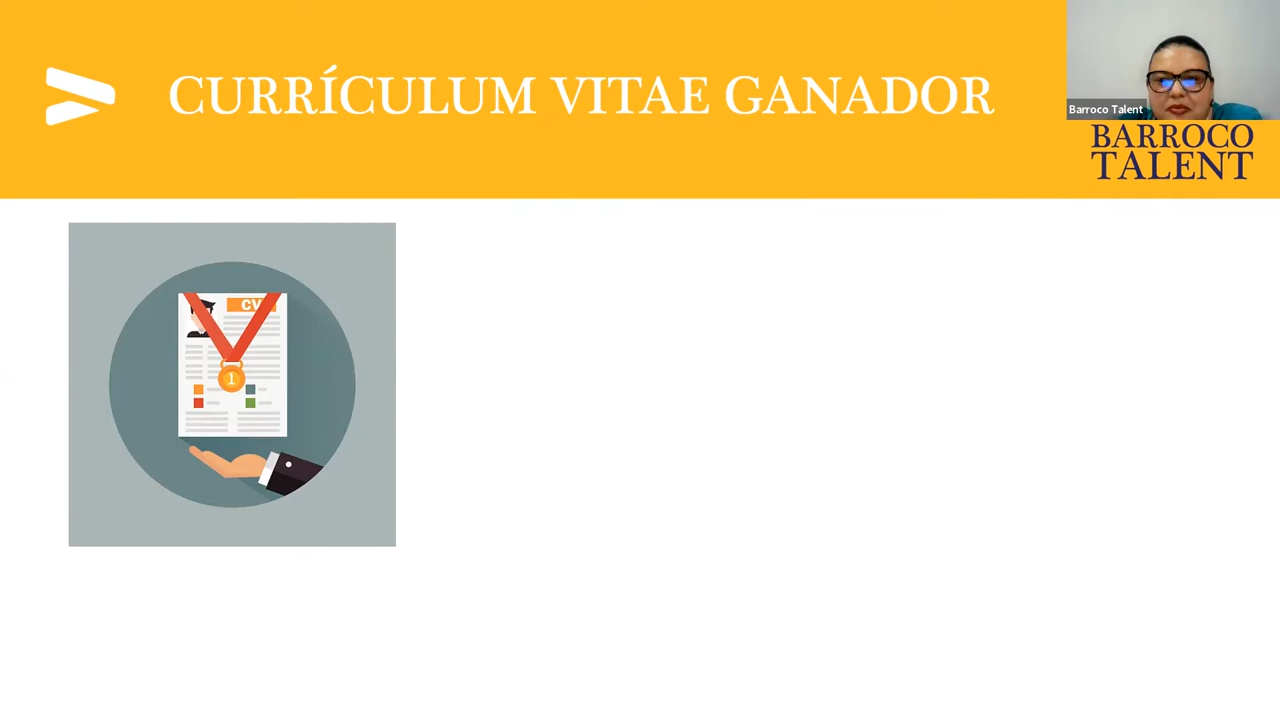 CURRÍCULUM VITAE GANADOR
Barroco Talent
BARROCO
TALENT
CV
1